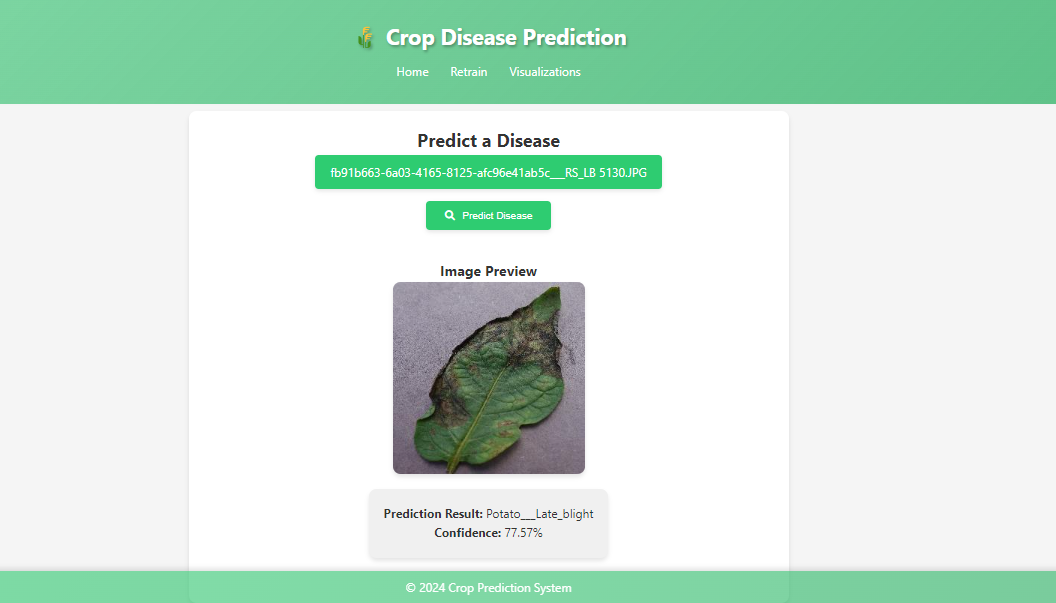 Crop Disease Prediction
Home Retrain Visualizations
Predict a Disease
fb91b663-6a03-4165-8125-afc96e41ab5c___RS_LB 5130.JPG
Predict Disease
Image Preview
Prediction Result: Potato___Late_blight
Confidence: 77.57%
© 2024 Crop Prediction System